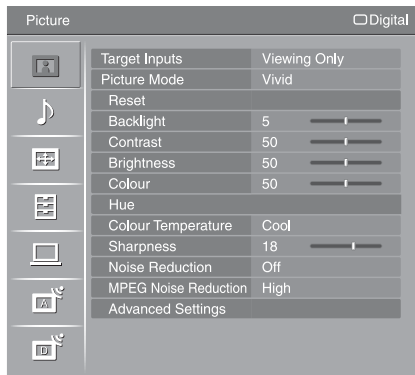 Picture
Digital
Target Inputs Viewing Only
Picture Mode Vivid
Reset
Backlight 5
Contrast 50
Brightness 50
Colour 50
Hue
Colour Temperature Cool
Sharpness 18
Noise Reduction Off
MPEG Noise Reduction High
Advanced Settings
A
D